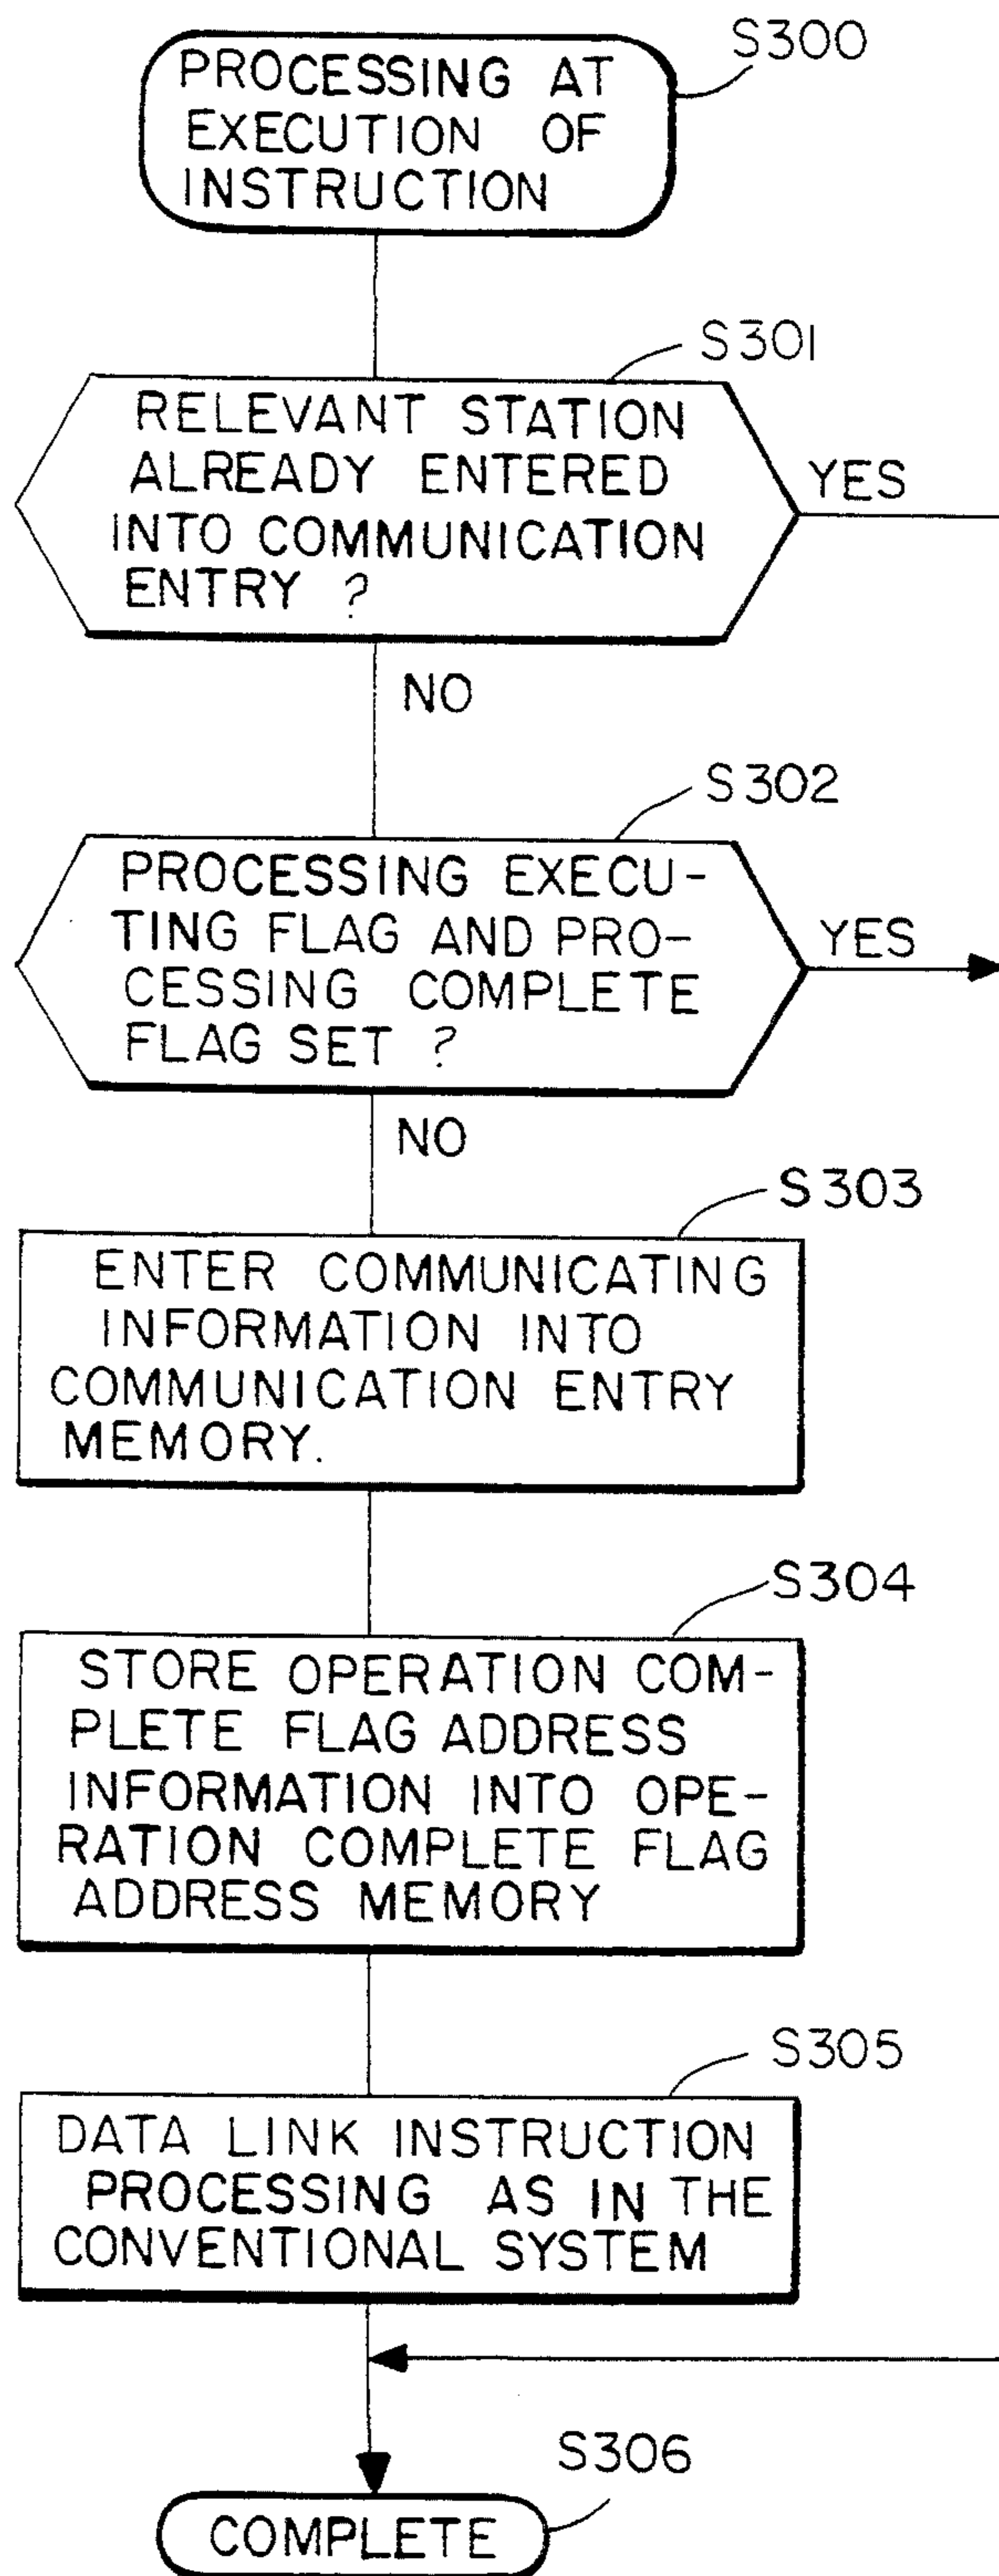 S300
PROCESSING AT
EXECUTION OF
INSTRUCTION
S301
RELEVANT STATION
ALREADY ENTERED
INTO COMMUNICATION
ENTRY ?
YES
NO
S302
PROCESSING EXECU-
TING FLAG AND PRO-
CESSING COMPLETE
FLAG SET ?
YES
NO
S303
ENTER COMMUNICATING
INFORMATION INTO
COMMUNICATION ENTRY
MEMORY.
S304
STORE OPERATION COM-
PLETE FLAG ADDRESS
INFORMATION INTO OPE-
RATION COMPLETE FLAG
ADDRESS MEMORY
S305
DATA LINK INSTRUCTION
PROCESSING AS IN THE
CONVENTIONAL SYSTEM
S306
COMPLETE